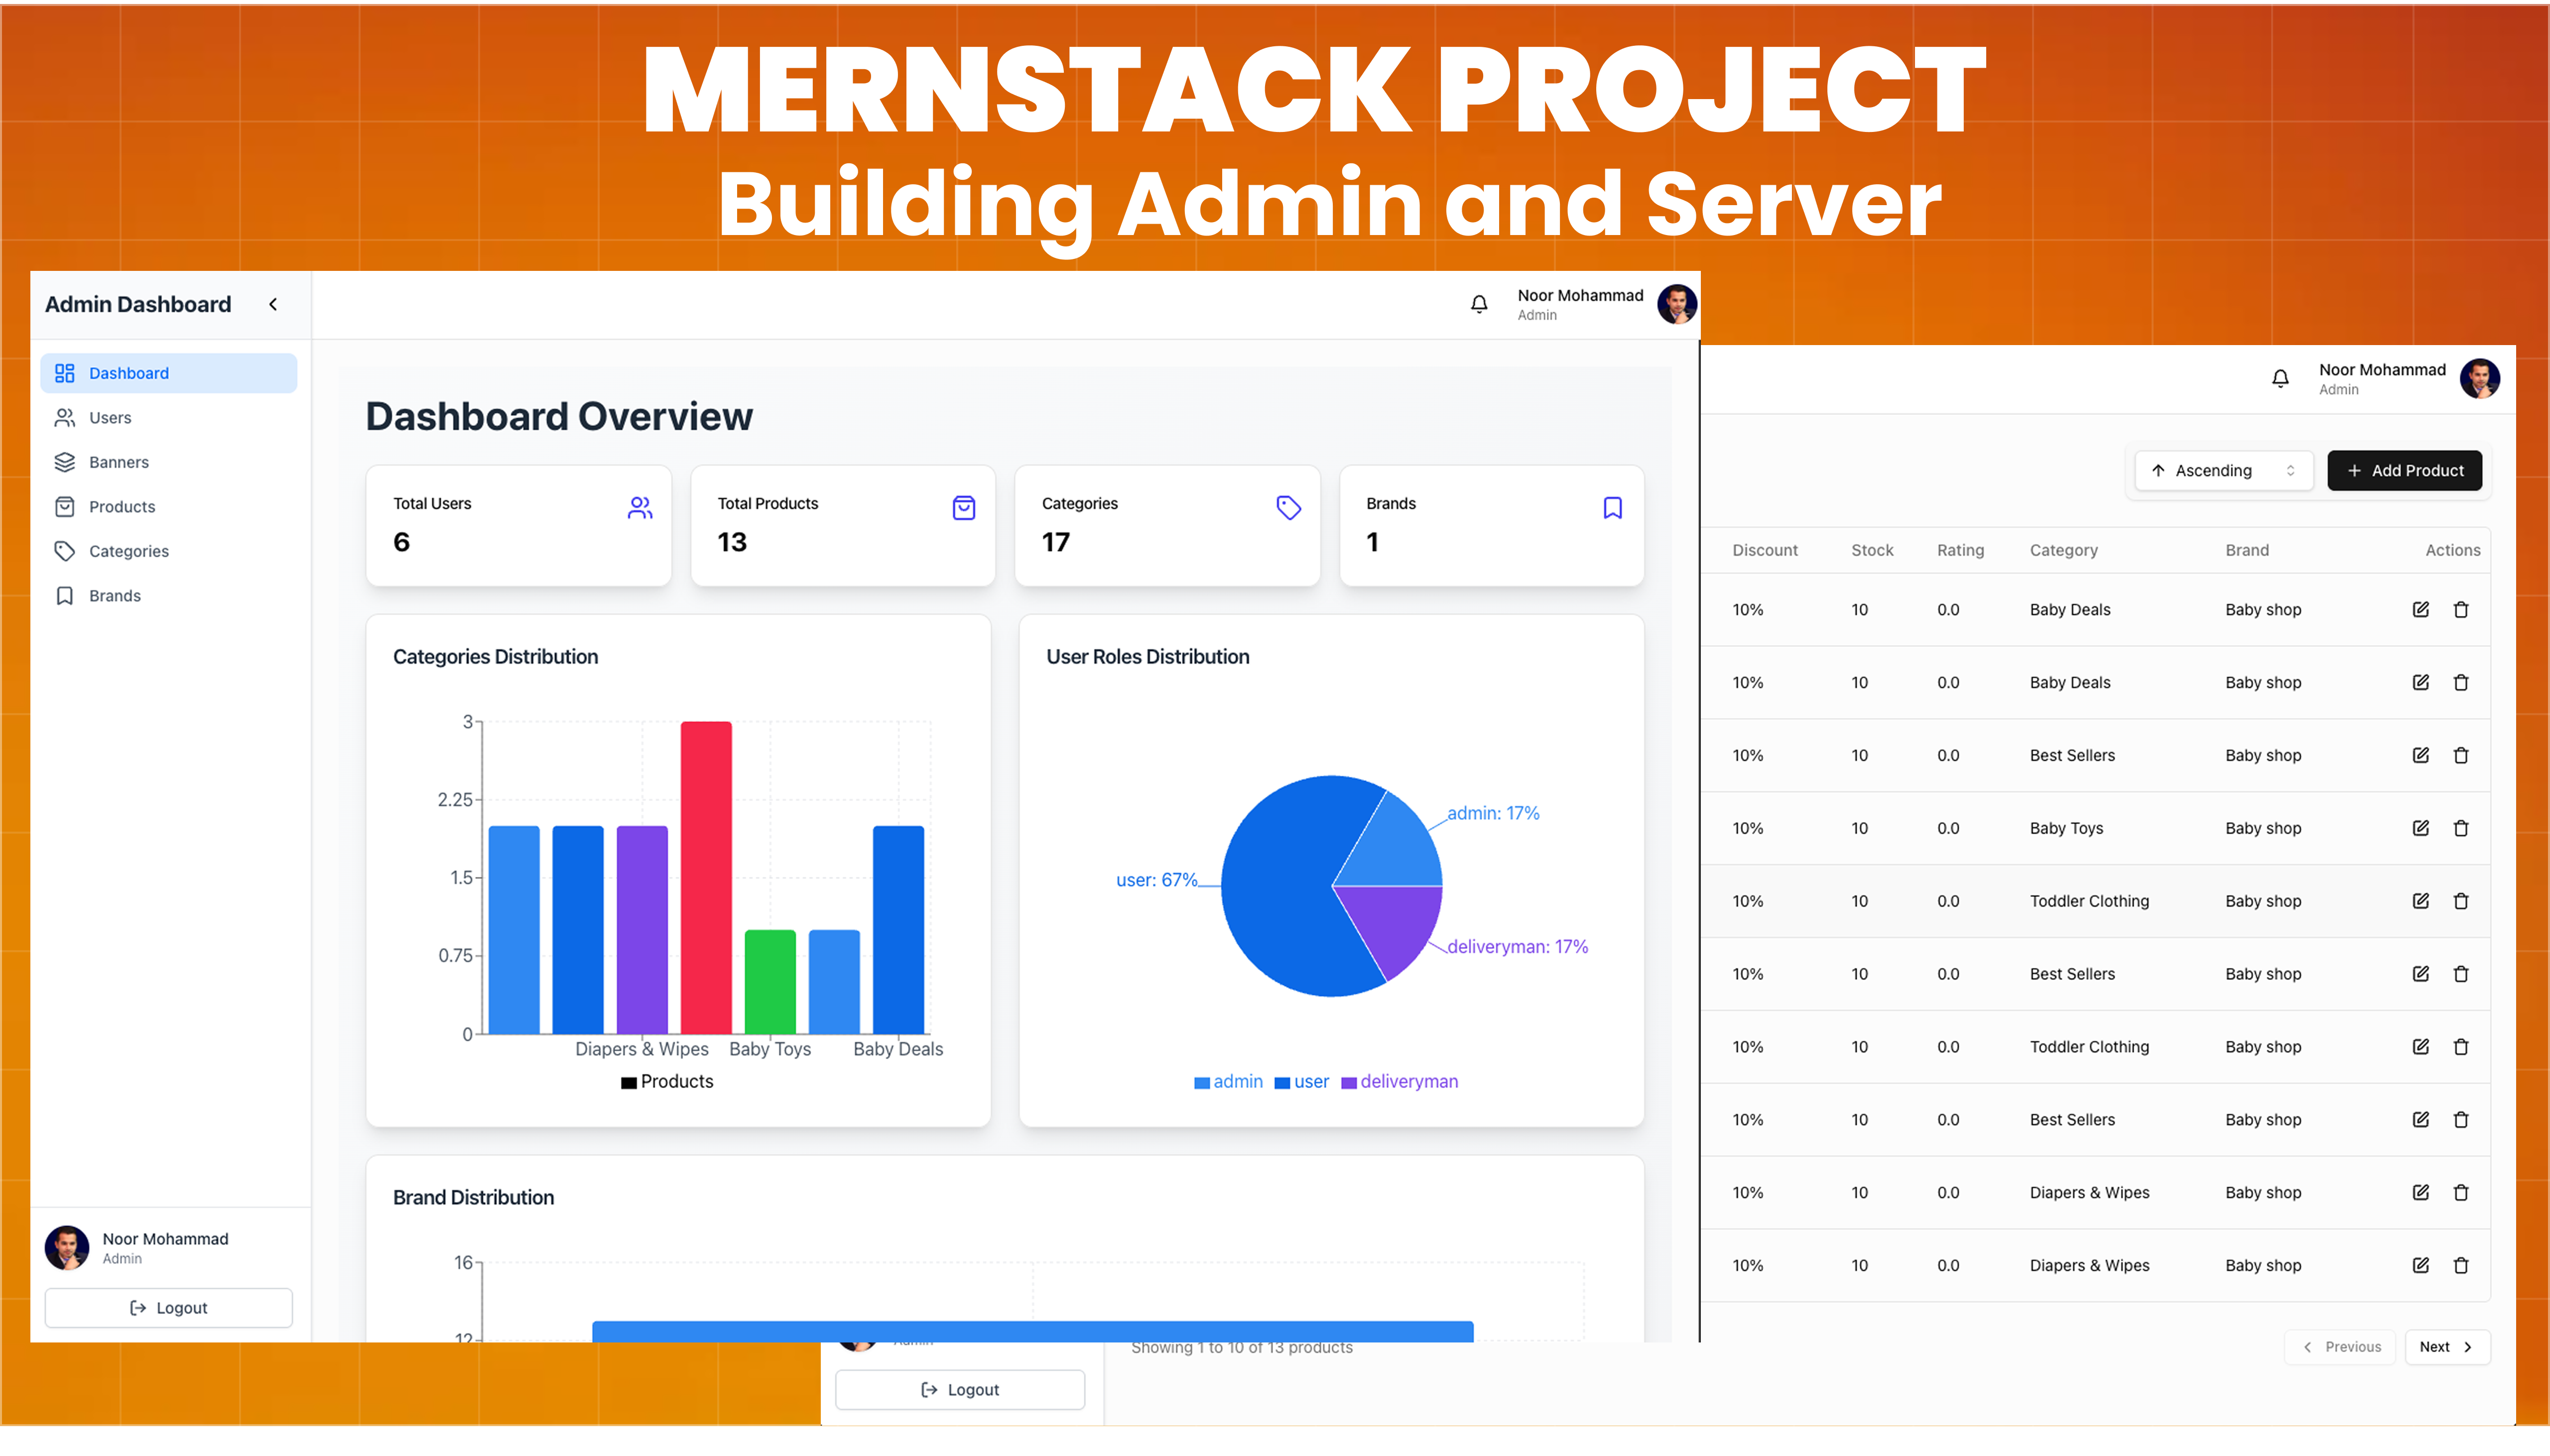 MERNSTACK PROJECT
Building Admin and Server
Admin Dashboard
Noor Mohammad
Admin
Dashboard
Users
Banners
Products
Categories
Brands
Noor Mohammad
Admin
Logout
Dashboard Overview
Total Users
6
Total Products
13
Categories
17
Brands
1
Categories Distribution
3
2.25
1.5
0.75
0
Diapers & Wipes Baby Toys Baby Deals
Products
User Roles Distribution
admin: 17%
user: 67%
deliveryman: 17%
admin user deliveryman
Brand Distribution
16
12
Noor Mohammad
Admin
Ascending
Add Product
Discount Stock Rating Category Brand Actions
10% 10 0.0 Baby Deals Baby shop
10% 10 0.0 Baby Deals Baby shop
10% 10 0.0 Best Sellers Baby shop
10% 10 0.0 Baby Toys Baby shop
10% 10 0.0 Toddler Clothing Baby shop
10% 10 0.0 Best Sellers Baby shop
10% 10 0.0 Toddler Clothing Baby shop
10% 10 0.0 Best Sellers Baby shop
10% 10 0.0 Diapers & Wipes Baby shop
10% 10 0.0 Diapers & Wipes Baby shop
Admin
Showing 1 to 10 of 13 products
Previous Next
Logout